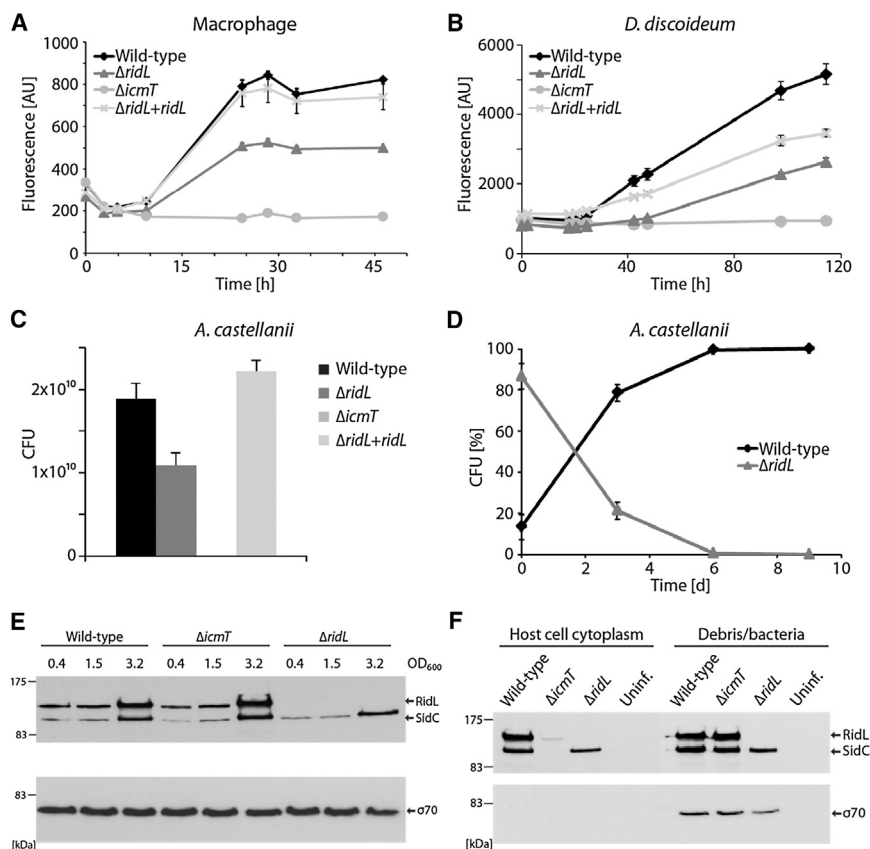 A
Macrophage
1000
800
600
400
200
0
Fluorescence [AU]
Wild-type
ΔridL
ΔicmT
ΔridL+ridL
0 15 30 45
Time [h]
B
D. discoideum
6000
4000
2000
0
Fluorescence [AU]
Wild-type
ΔridL
ΔicmT
ΔridL+ridL
0 40 80 120
Time [h]
C
A. castellanii
2x10¹⁰
1x10¹⁰
0
CFU
Wild-type
ΔridL
ΔicmT
ΔridL+ridL
D
A. castellanii
100
80
60
40
20
0
CFU [%]
Wild-type
ΔridL
0 2 4 6 8 10
Time [d]
E
Wild-type ΔicmT ΔridL
0.4 1.5 3.2 0.4 1.5 3.2 0.4 1.5 3.2 OD₆₀₀
175
←RidL
←SidC
83
83
←σ70
[kDa]
F
Host cell cytoplasm Debris/bacteria
Wild-type ΔicmT ΔridL Uninf. Wild-type ΔicmT ΔridL Uninf.
175
←RidL
←SidC
83
83
←σ70
[kDa]